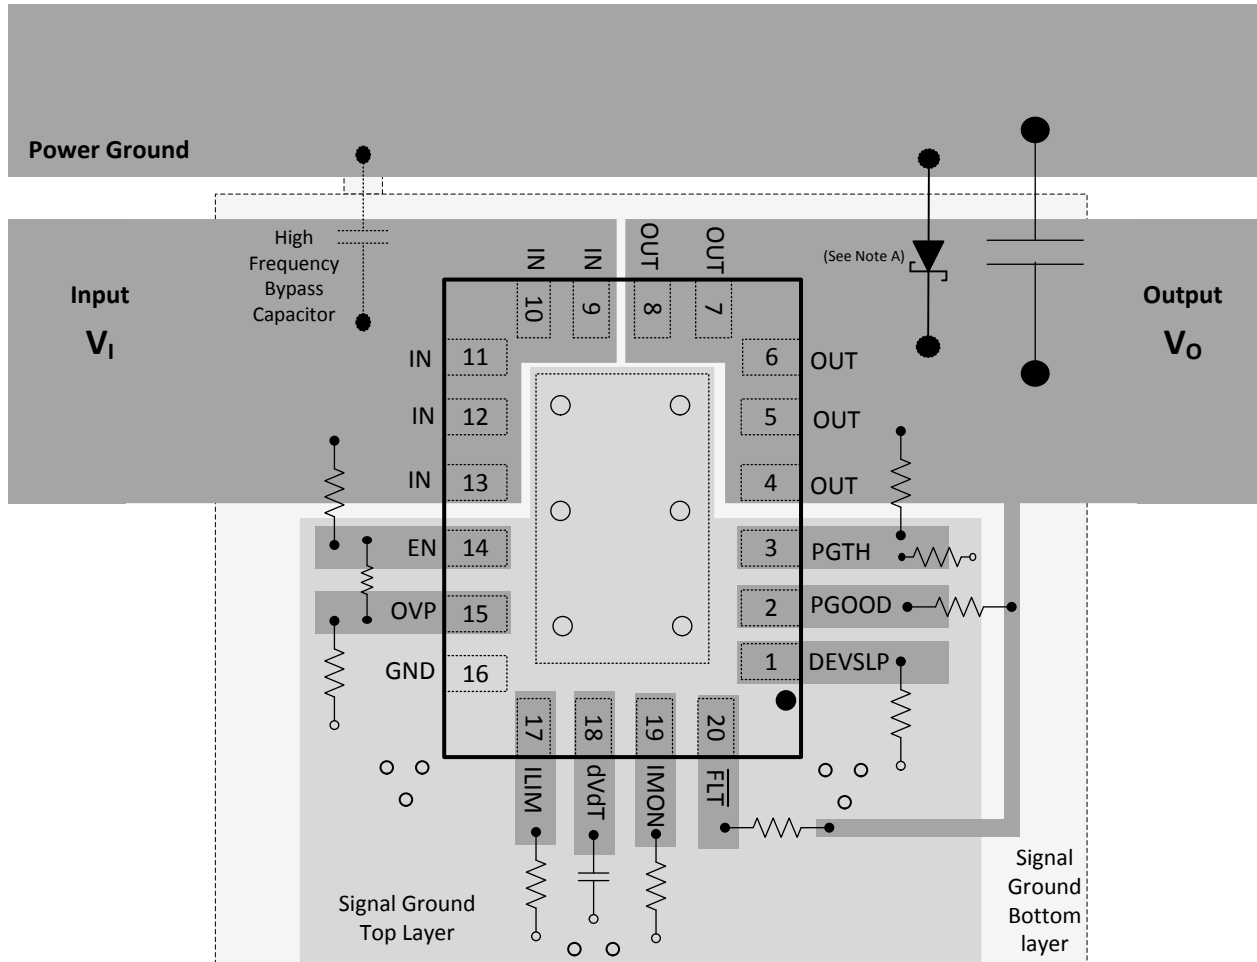 Power Ground
High
Frequency
Bypass
Capacitor
Input
VI
IN
IN
OUT
OUT
10
9
8
7
(See Note A)
Output
VO
IN
11
6
OUT
IN
12
5
OUT
IN
13
4
OUT
EN
14
3
PGTH
OVP
15
2
PGOOD
GND
16
1
DEVSLP
17
18
19
20
ILIM
dVdT
IMON
FLT
Signal Ground
Top Layer
Signal
Ground
Bottom
layer